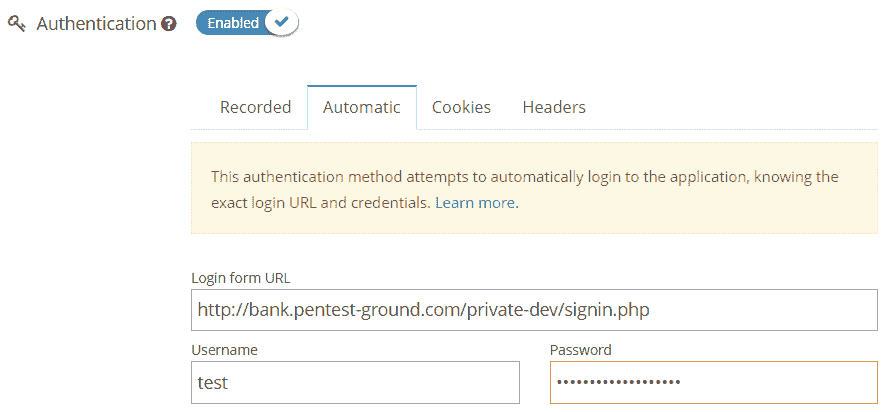 Authentication
Enabled
Recorded Automatic Cookies Headers
This authentication method attempts to automatically login to the application, knowing the
exact login URL and credentials. Learn more.
Login form URL
http://bank.pentest-ground.com/private-dev/signin.php
Username Password
test •••••••••••••••••••